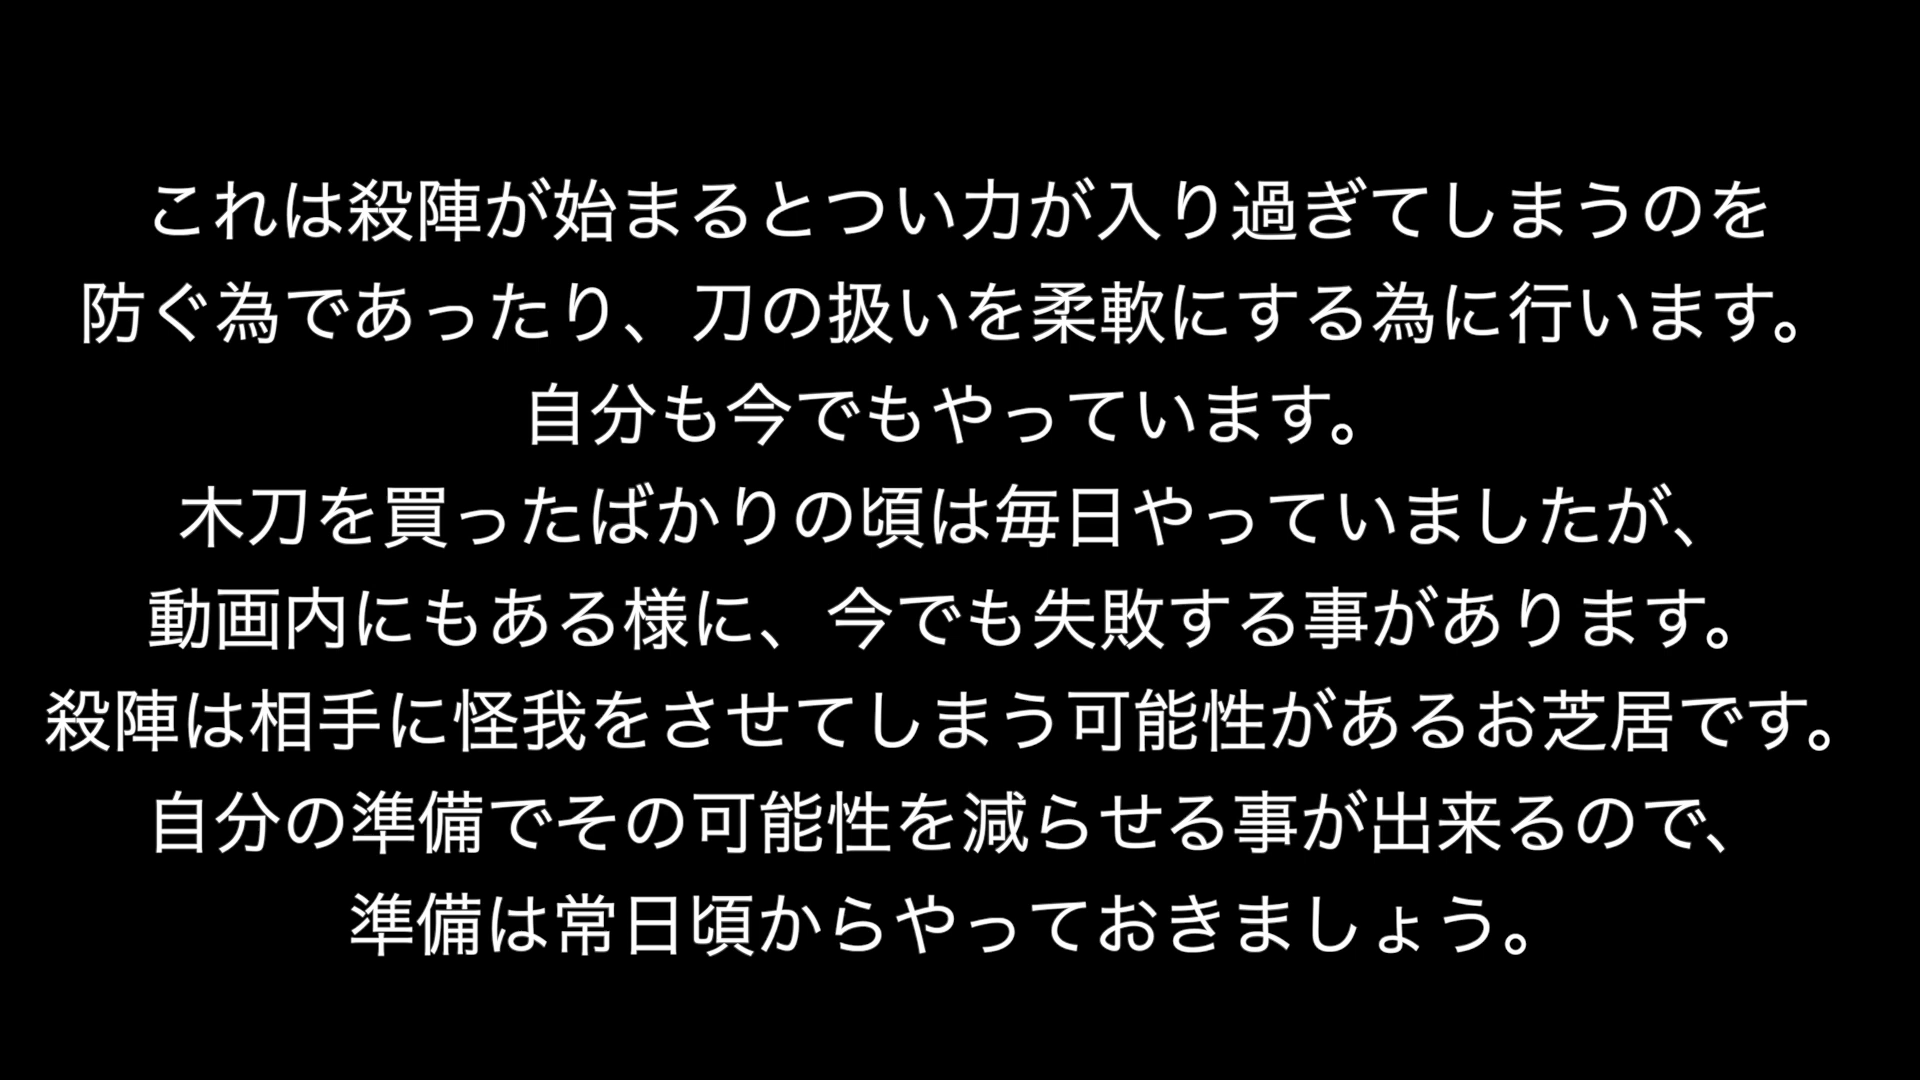 これは殺陣が始まるとつい力が入り過ぎてしまうのを
防ぐ為であったり、刀の扱いを柔軟にする為に行います。
自分も今でもやっています。
木刀を買ったばかりの頃は毎日やっていましたが、
動画内にもある様に、今でも失敗する事があります。
殺陣は相手に怪我をさせてしまう可能性があるお芝居です。
自分の準備でその可能性を減らせる事が出来るので、
準備は常日頃からやっておきましょう。